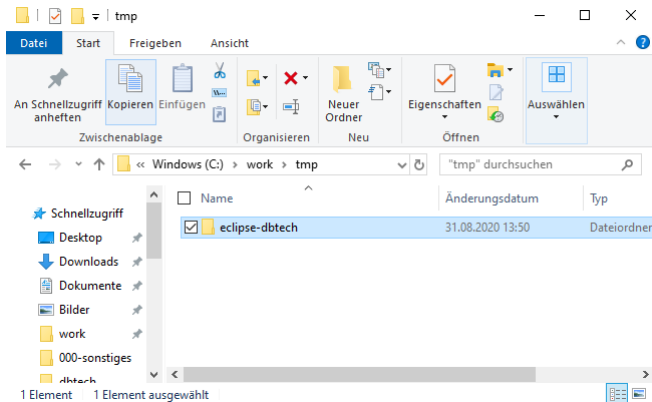 tmp
Datei Start Freigeben Ansicht
An Schnellzugriff anheften
Kopieren
Einfügen
Neuer Ordner
Eigenschaften
Auswählen
Zwischenablage Organisieren Neu Öffnen
« Windows (C:) > work > tmp
"tmp" durchsuchen
Name Änderungsdatum Typ
eclipse-dbtech 31.08.2020 13:50 Dateiordner
Schnellzugriff
Desktop
Downloads
Dokumente
Bilder
work
000-sonstiges
dbtech
1 Element 1 Element ausgewählt